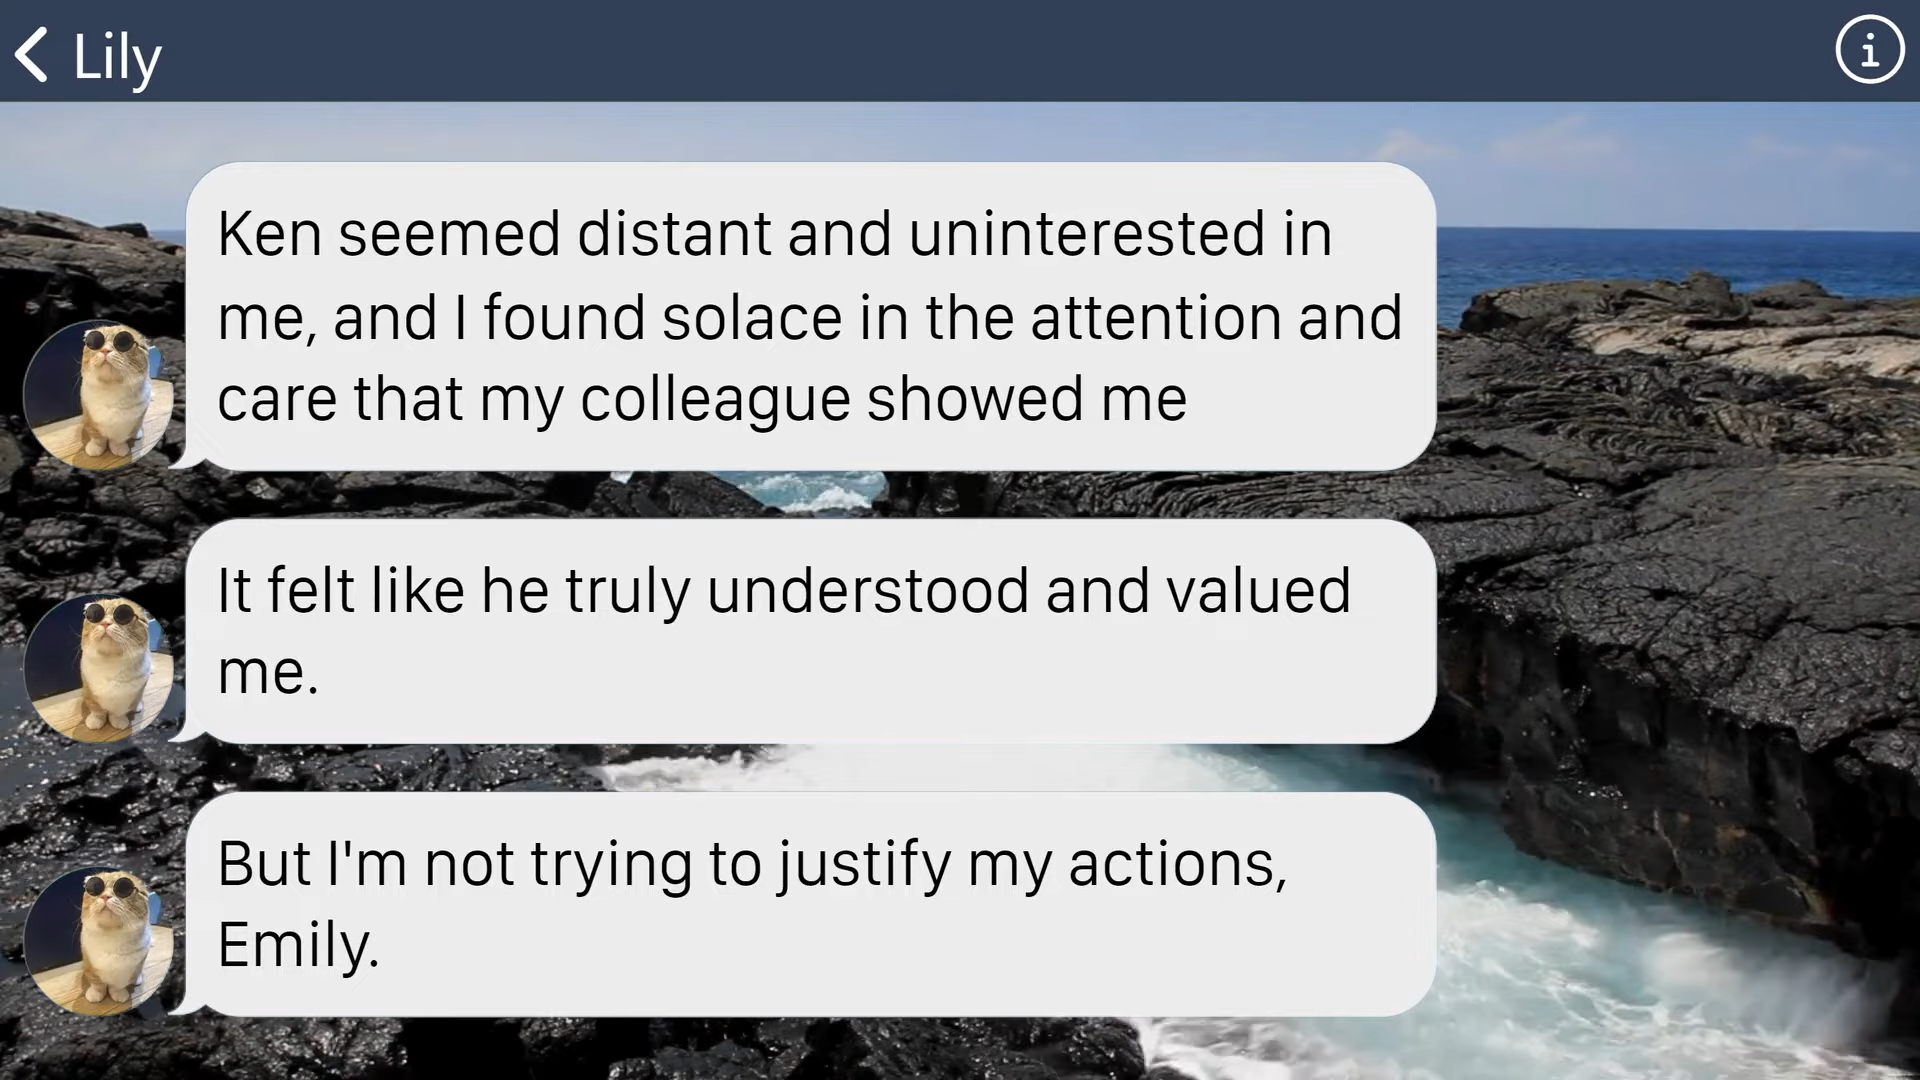 Lily
Ken seemed distant and uninterested in
me, and I found solace in the attention and
care that my colleague showed me
It felt like he truly understood and valued
me.
But I'm not trying to justify my actions,
Emily.